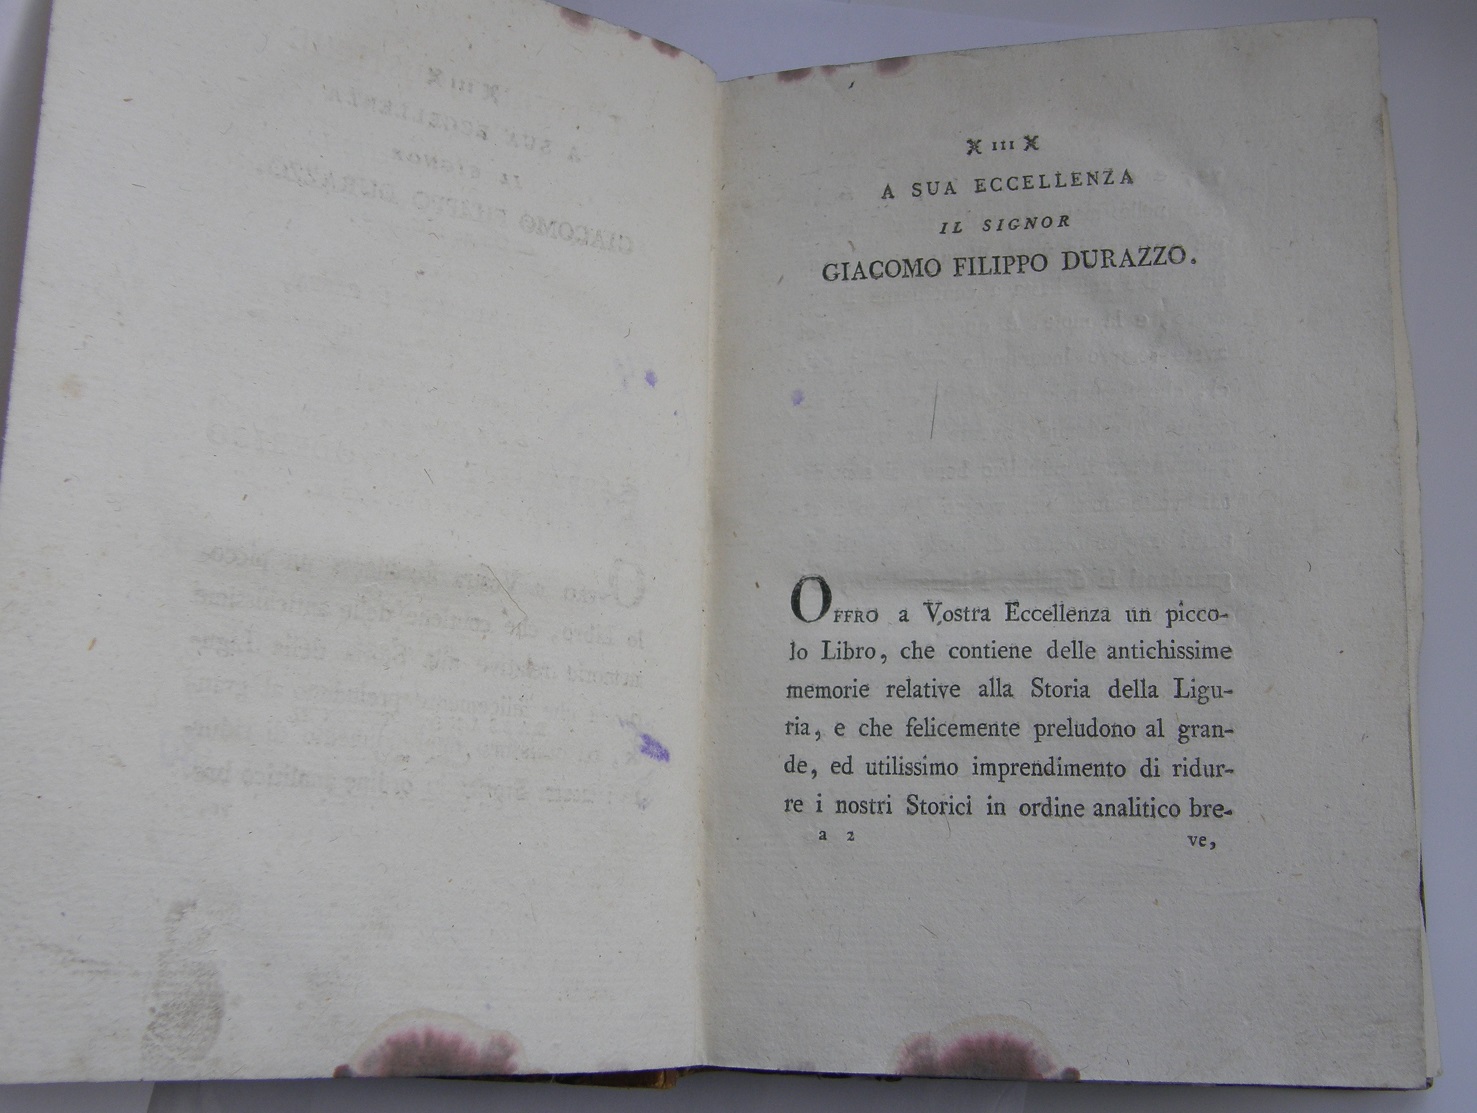 III
A SUA ECCELLENZA
IL SIGNOR
GIACOMO FILIPPO DURAZZO.
OFFRO a Vostra Eccellenza un picco-
lo Libro, che contiene delle antichissime
memorie relative alla Storia della Ligu-
ria, e che felicemente preludono al gran-
de, ed utilissimo imprendimento di ridur-
re i nostri Storici in ordine analitico bre-
a 2
ve,